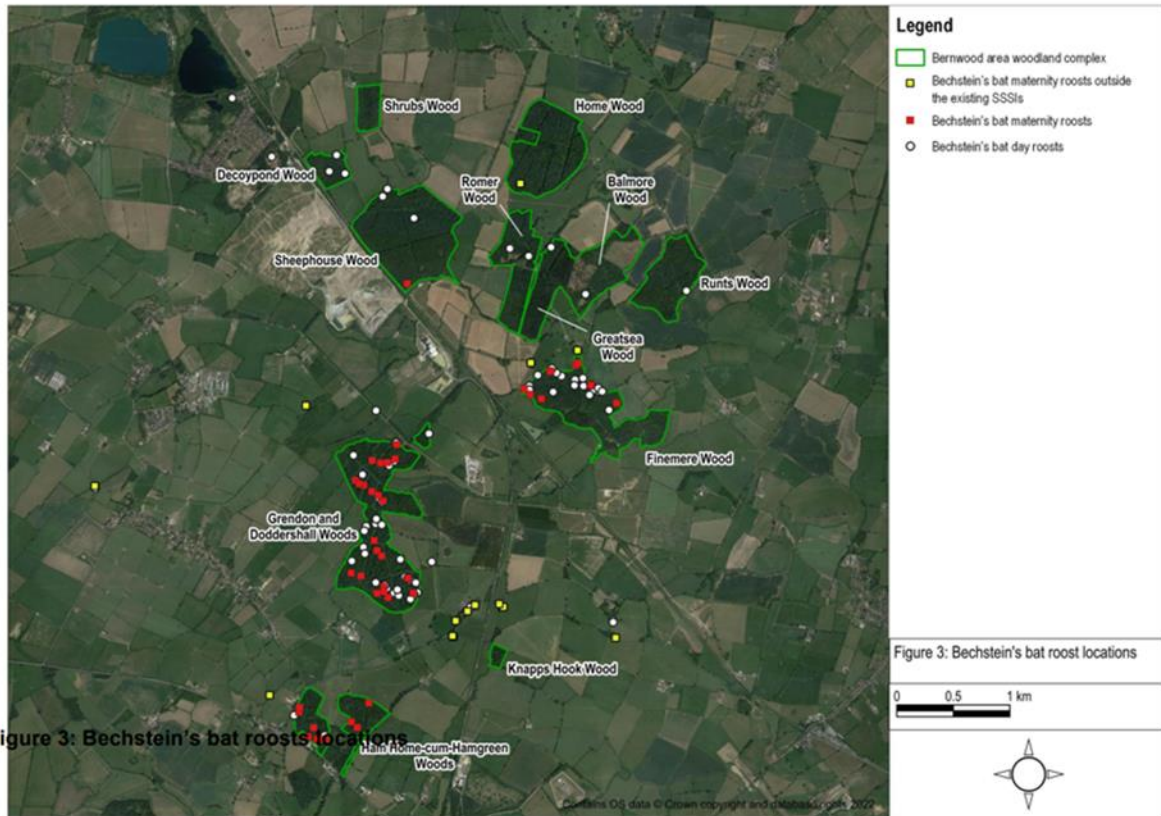 Legend
Bernwood area woodland complex
Bechstein's bat maternity roosts outside
the existing SSSIs
Bechstein's bat maternity roosts
Bechstein's bat day roosts
Shrubs Wood
Home Wood
Decoypond Wood
Romer
Wood
Balmore
Wood
Sheephouse Wood
Runts Wood
Greatsea
Wood
Finemere Wood
Grendon and
Doddershall Woods
Knapps Hook Wood
Ham Home-cum-Hamgreen
Woods
igure 3: Bechstein's bat roosts locations
Contains OS data © Crown copyright and database rights 2022
Figure 3: Bechstein's bat roost locations
0 0.5 1 km